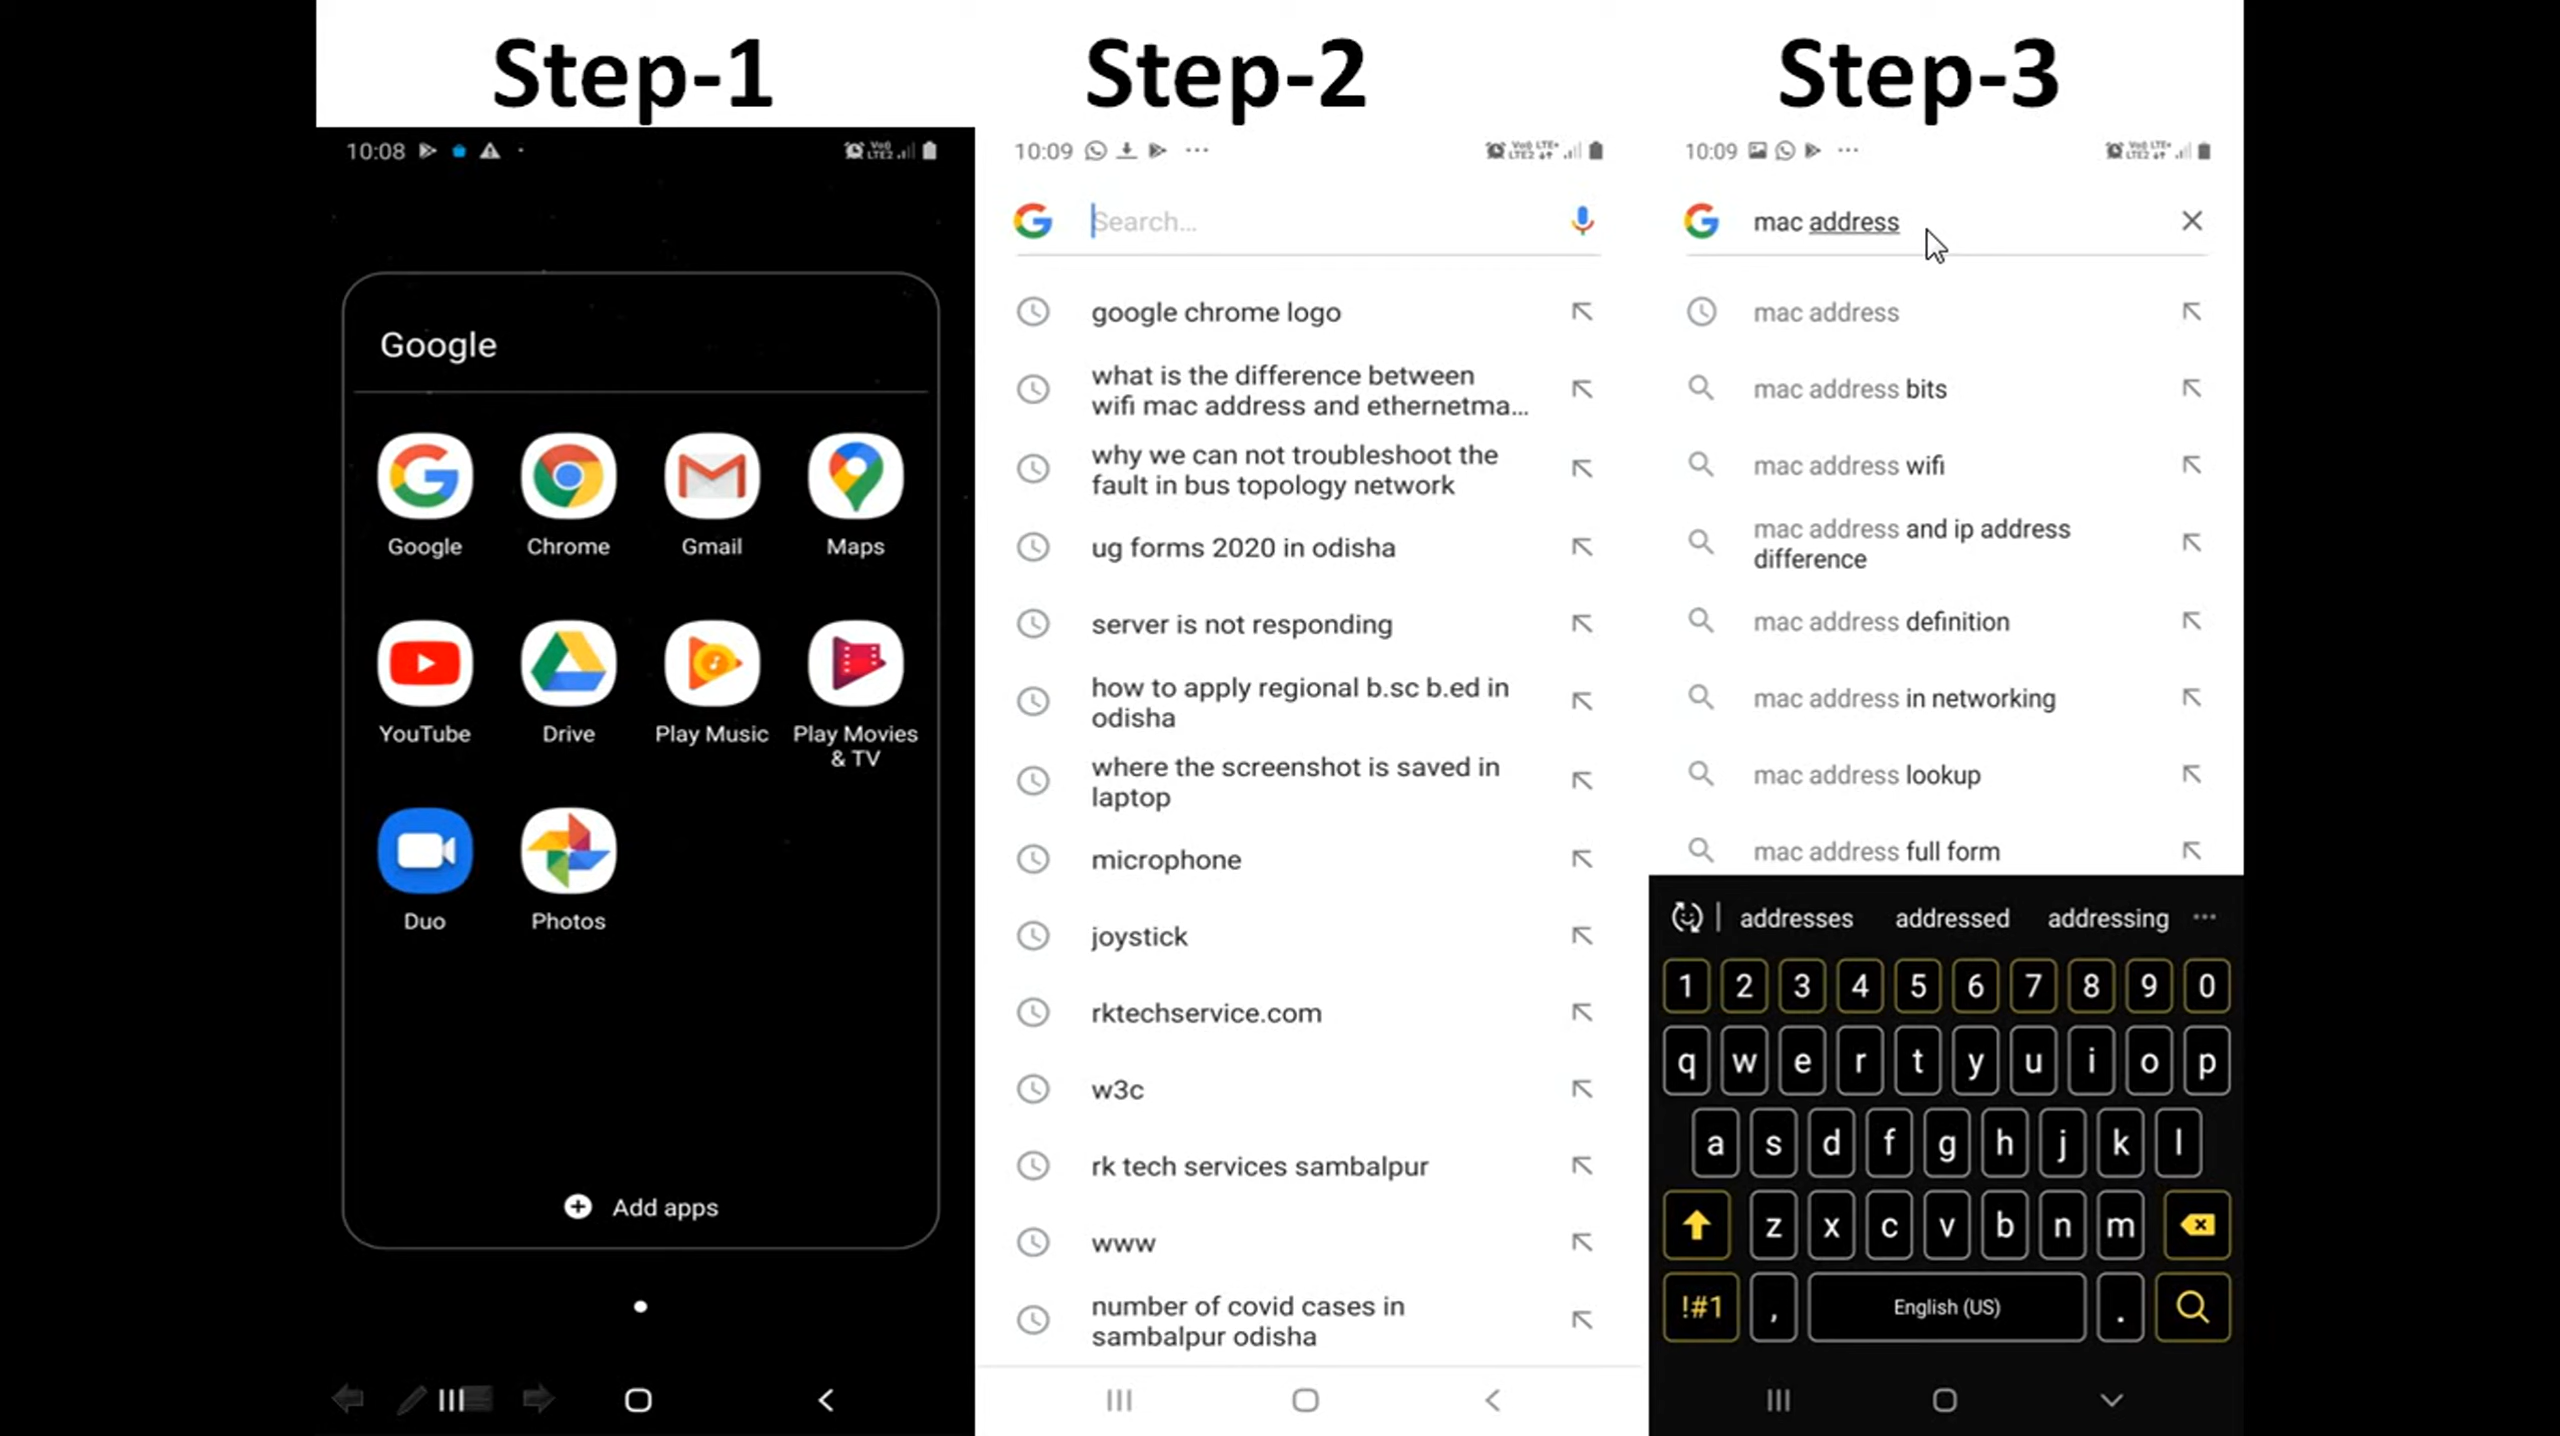 Step-1
Step-2
Step-3
10:08
10:09
10:09
Google
Google
Chrome
Gmail
Maps
YouTube
Drive
Play Music
Play Movies
& TV
Duo
Photos
Add apps
Search...
google chrome logo
what is the difference between
wifi mac address and ethernetma...
why we can not troubleshoot the
fault in bus topology network
ug forms 2020 in odisha
server is not responding
how to apply regional b.sc b.ed in
odisha
where the screenshot is saved in
laptop
microphone
joystick
rktechservice.com
w3c
rk tech services sambalpur
www
number of covid cases in
sambalpur odisha
mac address
mac address
mac address bits
mac address wifi
mac address and ip address
difference
mac address definition
mac address in networking
mac address lookup
mac address full form
addresses addressed addressing
1 2 3 4 5 6 7 8 9 0
q w e r t y u i o p
a s d f g h j k l
z x c v b n m
!#1 , English (US) .